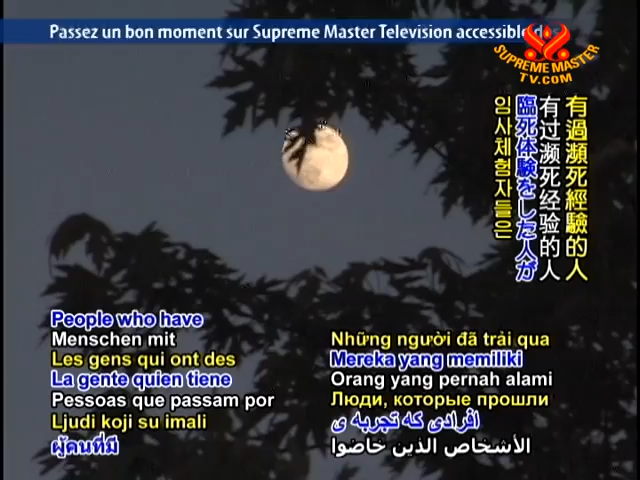 Passez un bon moment sur Supreme Master Television accessible
SUPREME MASTER
TV.COM
有過瀕死經驗的人
有过濒死经验的人
臨死体験をした人が
임사체험자들은
People who have
Menschen mit
Les gens qui ont des
La gente quien tiene
Pessoas que passam por
Ljudi koji su imali
ผู้คนที่มี
Những người đã trải qua
Mereka yang memiliki
Orang yang pernah alami
Люди, которые прошли
افرادی که تجربه ی
الأشخاص الذين خاضوا